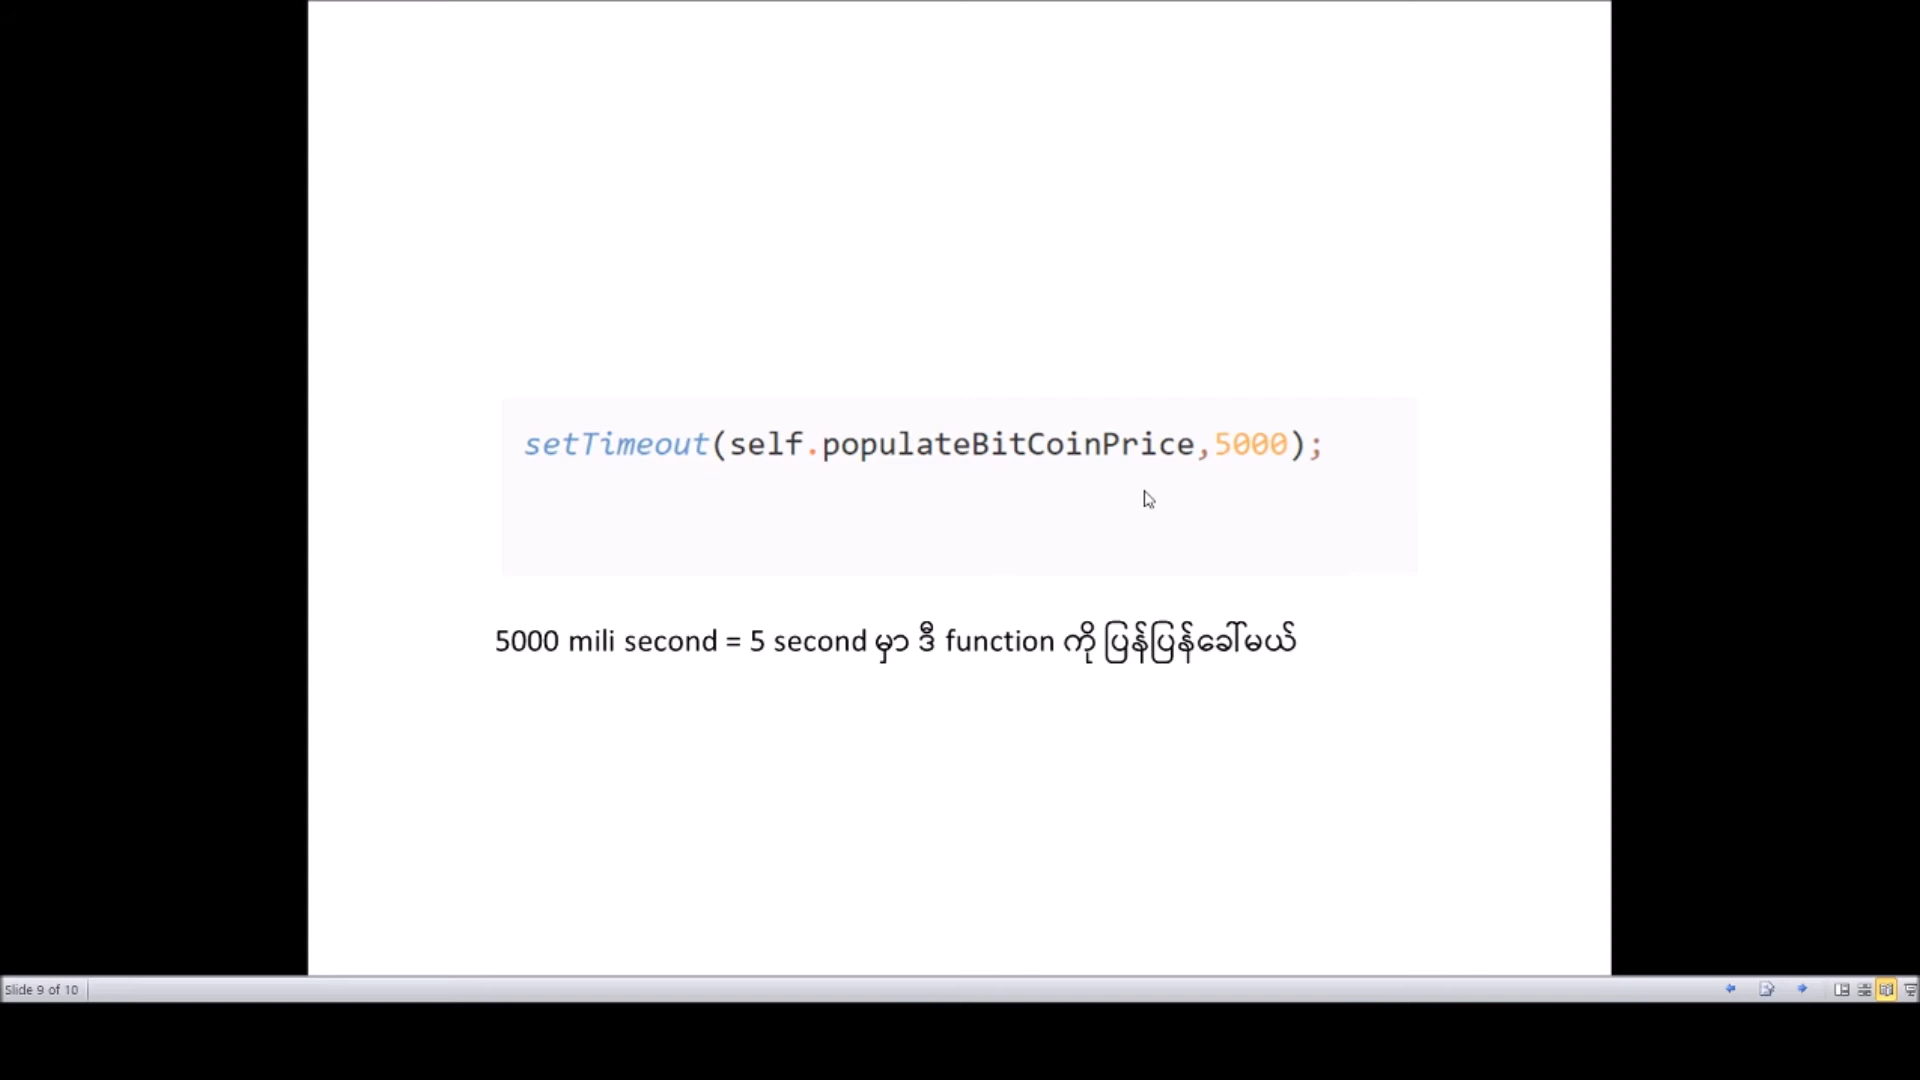 setTimeout(self.populateBitCoinPrice,5000);
5000 mili second = 5 second မှာ ဒီ function ကို ပြန်ပြန်ခေါ်မယ်
Slide 9 of 10